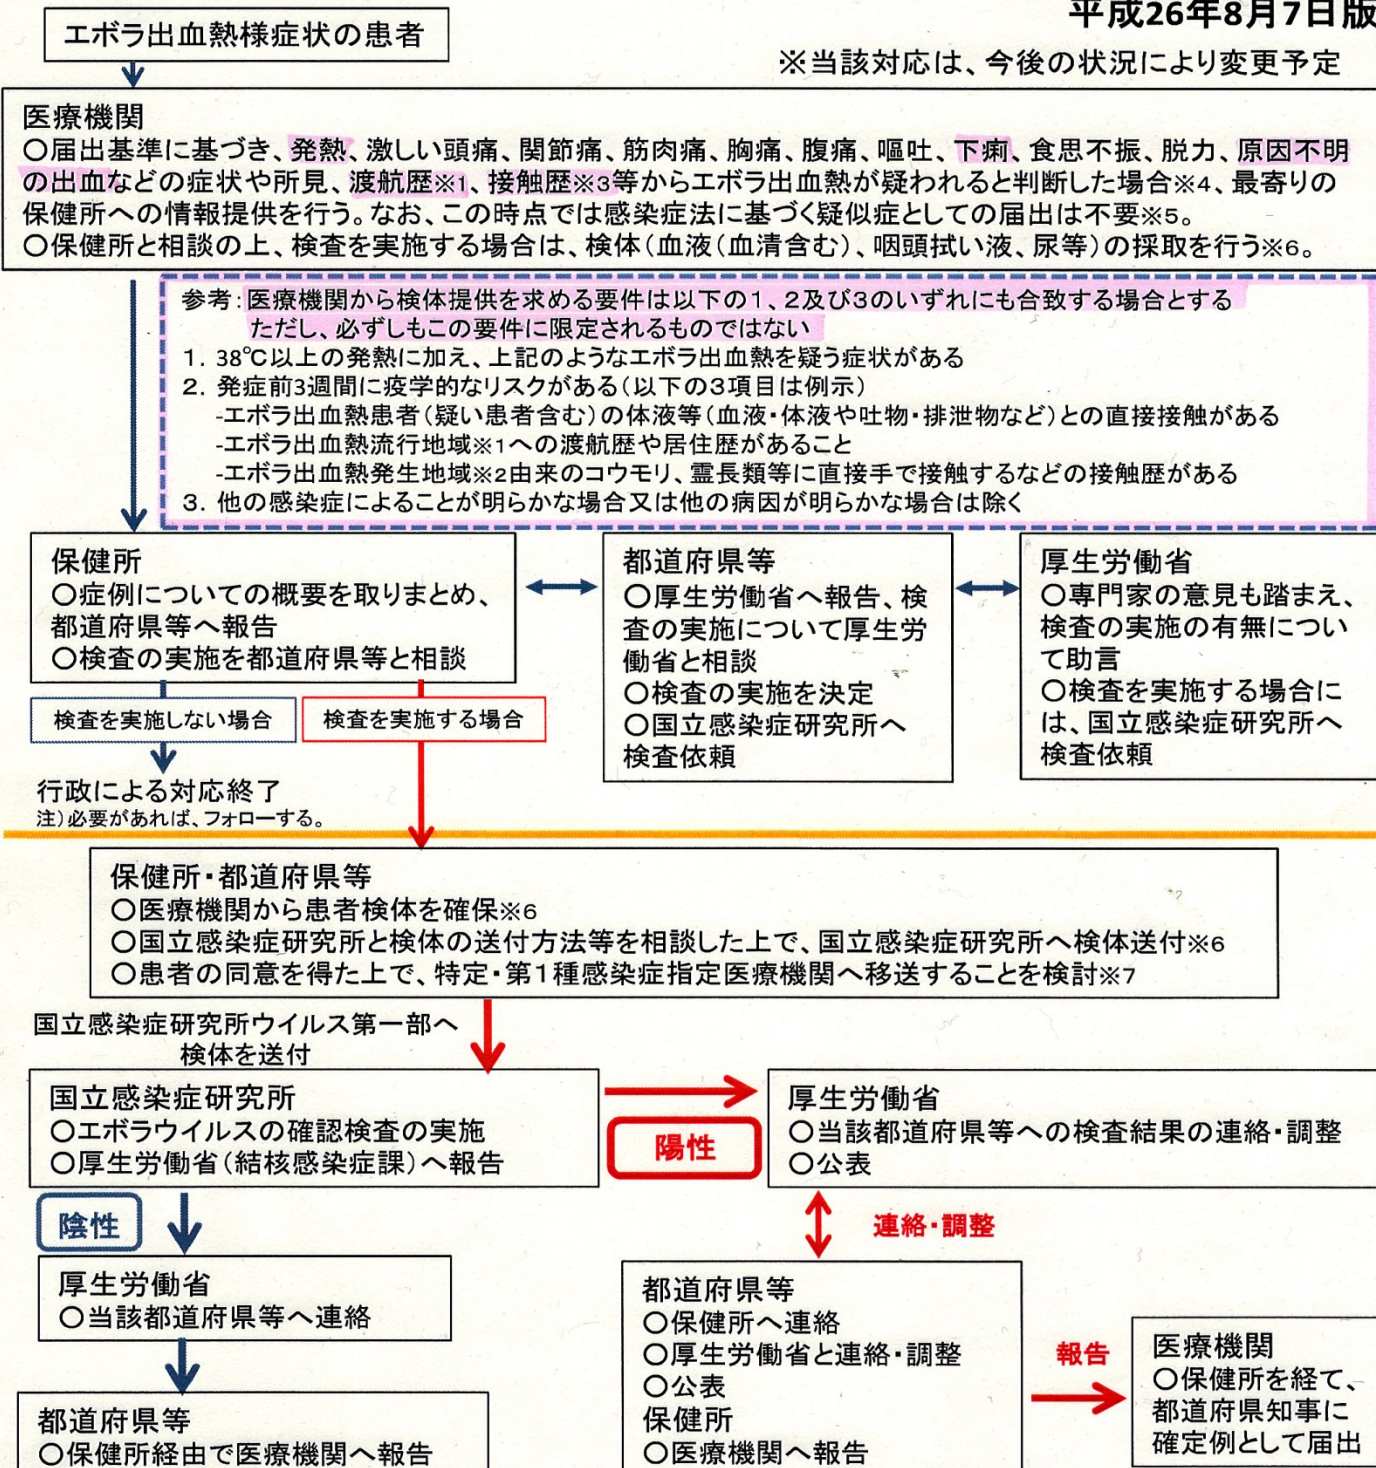 平成26年8月7日版
エボラ出血熱様症状の患者
※当該対応は、今後の状況により変更予定
医療機関
○届出基準に基づき、発熱、激しい頭痛、関節痛、筋肉痛、胸痛、腹痛、嘔吐、下痢、食思不振、脱力、原因不明
の出血などの症状や所見、渡航歴※1、接触歴※3等からエボラ出血熱が疑われると判断した場合※4、最寄りの
保健所への情報提供を行う。なお、この時点では感染症法に基づく疑似症としての届出は不要※5。
○保健所と相談の上、検査を実施する場合は、検体(血液(血清含む)、咽頭拭い液、尿等)の採取を行う※6。
参考:医療機関から検体提供を求める要件は以下の1、2及び3のいずれにも合致する場合とする
ただし、必ずしもこの要件に限定されるものではない
1. 38℃以上の発熱に加え、上記のようなエボラ出血熱を疑う症状がある
2. 発症前3週間に疫学的なリスクがある(以下の3項目は例示)
-エボラ出血熱患者(疑い患者含む)の体液等(血液・体液や吐物・排泄物など)との直接接触がある
-エボラ出血熱流行地域※1への渡航歴や居住歴があること
-エボラ出血熱発生地域※2由来のコウモリ、霊長類等に直接手で接触するなどの接触歴がある
3. 他の感染症によることが明らかな場合又は他の病因が明らかな場合は除く
保健所
○症例についての概要を取りまとめ、
都道府県等へ報告
○検査の実施を都道府県等と相談
都道府県等
○厚生労働省へ報告、検
査の実施について厚生労
働省と相談
○検査の実施を決定
○国立感染症研究所へ
検査依頼
厚生労働省
○専門家の意見も踏まえ、
検査の実施の有無につい
て助言
○検査を実施する場合に
は、国立感染症研究所へ
検査依頼
検査を実施しない場合
検査を実施する場合
行政による対応終了
注)必要があれば、フォローする。
保健所・都道府県等
○医療機関から患者検体を確保※6
○国立感染症研究所と検体の送付方法等を相談した上で、国立感染症研究所へ検体送付※6
○患者の同意を得た上で、特定・第1種感染症指定医療機関へ移送することを検討※7
国立感染症研究所ウイルス第一部へ
検体を送付
国立感染症研究所
○エボラウイルスの確認検査の実施
○厚生労働省(結核感染症課)へ報告
陽性
厚生労働省
○当該都道府県等への検査結果の連絡・調整
○公表
陰性
連絡・調整
厚生労働省
○当該都道府県等へ連絡
都道府県等
○保健所経由で医療機関へ報告
都道府県等
○保健所へ連絡
○厚生労働省と連絡・調整
○公表
保健所
○医療機関へ報告
報告
医療機関
○保健所を経て、
都道府県知事に
確定例として届出